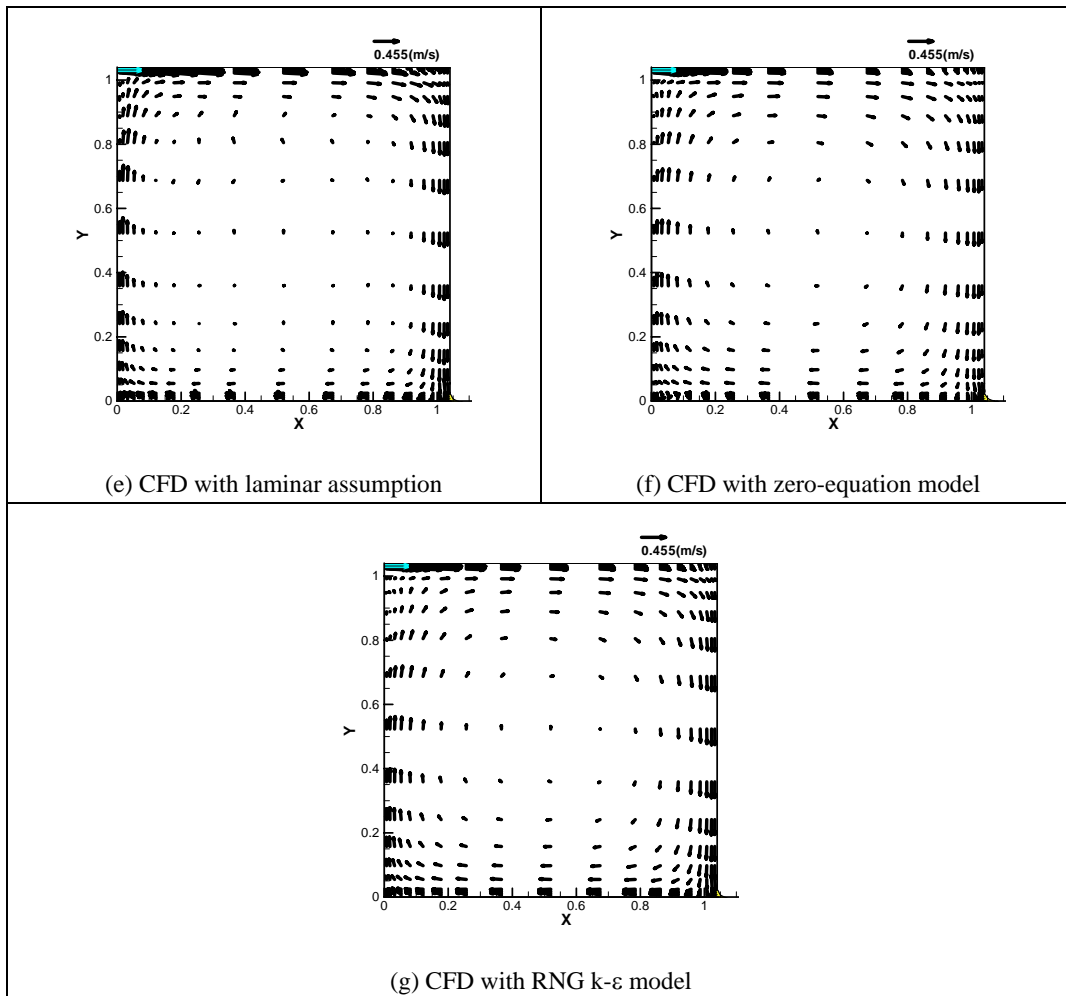 0.455(m/s)
1
0.8
0.6
Y
0.4
0.2
0
0 0.2 0.4 0.6 0.8 1
X
(e) CFD with laminar assumption
0.455(m/s)
1
0.8
0.6
Y
0.4
0.2
0
0 0.2 0.4 0.6 0.8 1
X
(f) CFD with zero-equation model
0.455(m/s)
1
0.8
0.6
Y
0.4
0.2
0
0 0.2 0.4 0.6 0.8 1
X
(g) CFD with RNG k-ε model